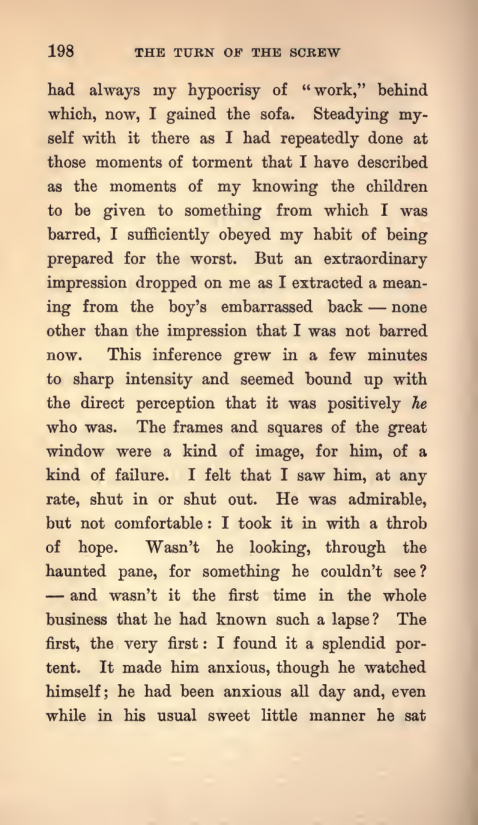 198 THE TURN OF THE SCREW
had always my hypocrisy of “work,” behind
which, now, I gained the sofa. Steadying my-
self with it there as I had repeatedly done at
those moments of torment that I have described
as the moments of my knowing the children
to be given to something from which I was
barred, I sufficiently obeyed my habit of being
prepared for the worst. But an extraordinary
impression dropped on me as I extracted a mean-
ing from the boy’s embarrassed back — none
other than the impression that I was not barred
now. This inference grew in a few minutes
to sharp intensity and seemed bound up with
the direct perception that it was positively he
who was. The frames and squares of the great
window were a kind of image, for him, of a
kind of failure. I felt that I saw him, at any
rate, shut in or shut out. He was admirable,
but not comfortable: I took it in with a throb
of hope. Wasn’t he looking, through the
haunted pane, for something he couldn’t see?
— and wasn’t it the first time in the whole
business that he had known such a lapse? The
first, the very first: I found it a splendid por-
tent. It made him anxious, though he watched
himself; he had been anxious all day and, even
while in his usual sweet little manner he sat